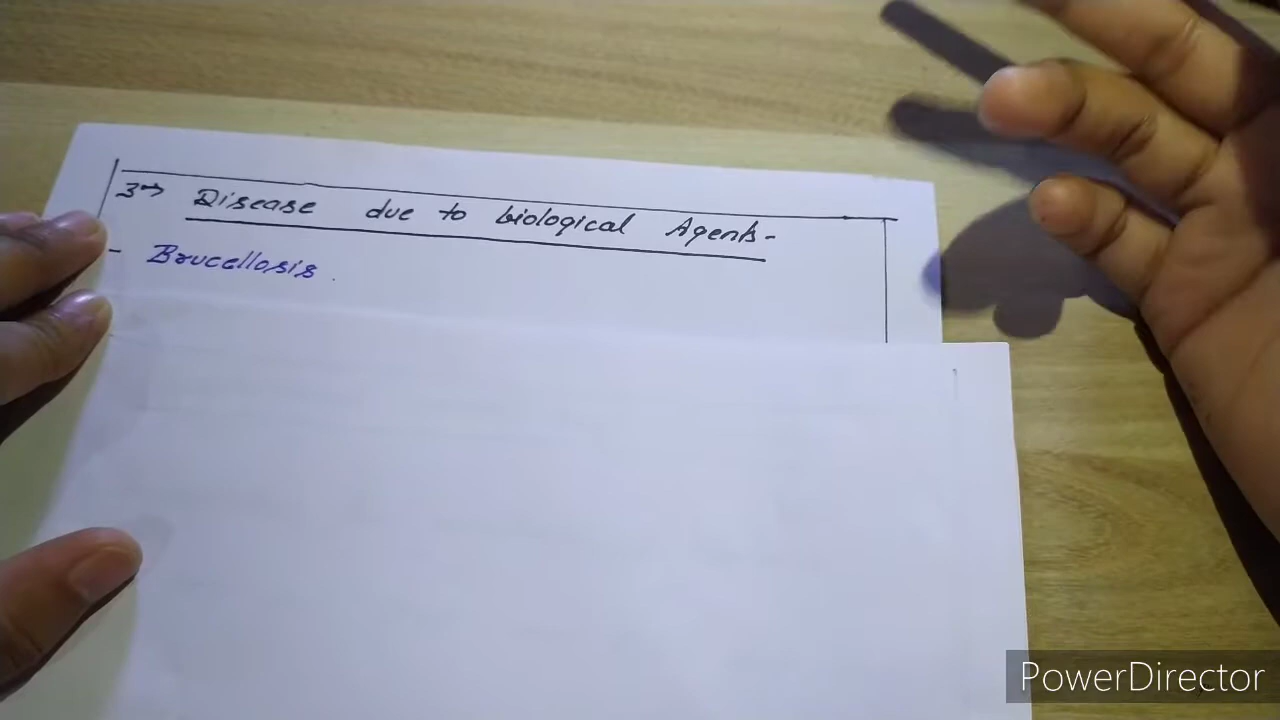 3→ Disease due to biological Agents-
- Brucellosis.
PowerDirector